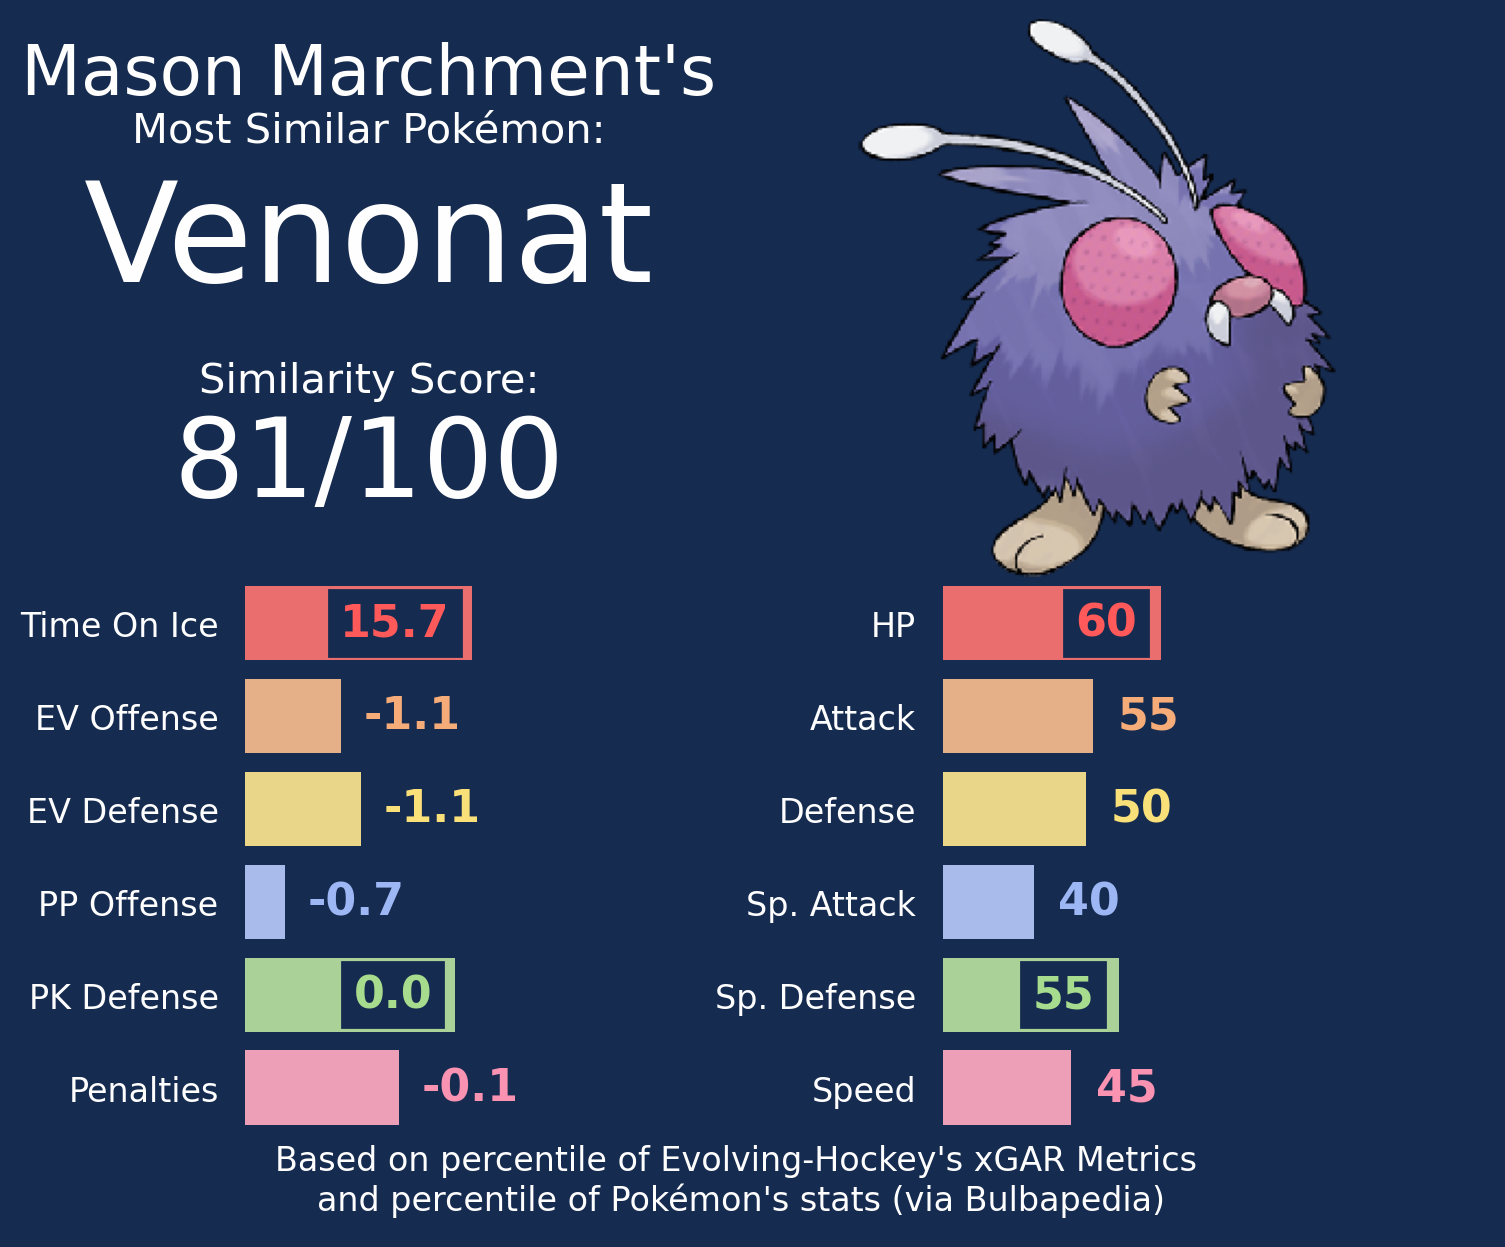 Mason Marchment's
Most Similar Pokémon:
Venonat
Similarity Score:
81/100
Time On Ice 15.7
EV Offense -1.1
EV Defense -1.1
PP Offense -0.7
PK Defense 0.0
Penalties -0.1
HP 60
Attack 55
Defense 50
Sp. Attack 40
Sp. Defense 55
Speed 45
Based on percentile of Evolving-Hockey's xGAR Metrics
and percentile of Pokémon's stats (via Bulbapedia)